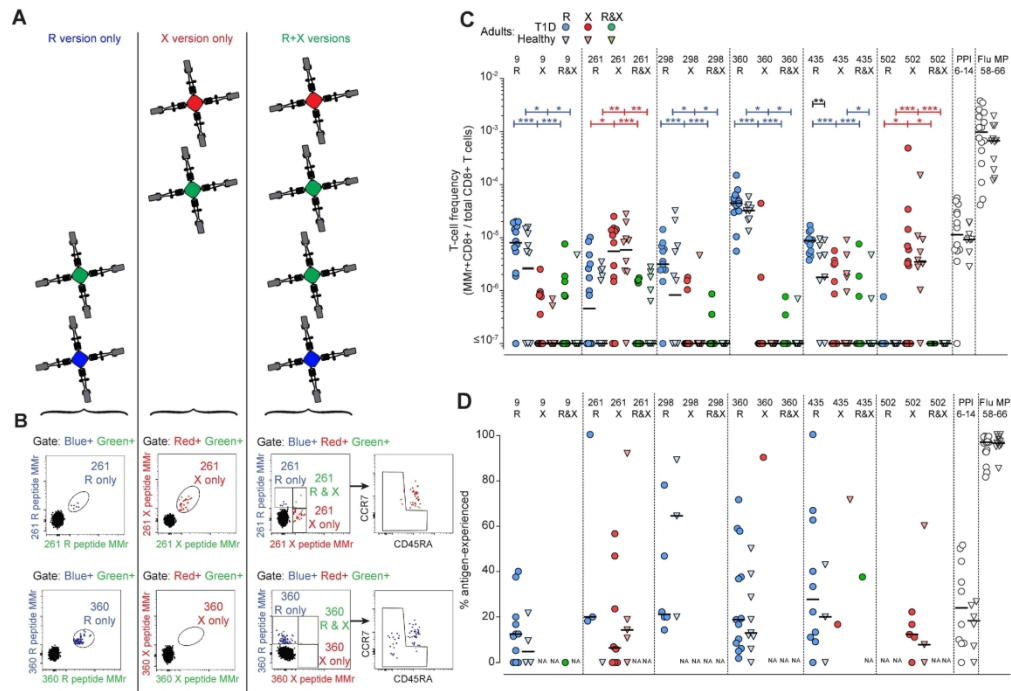 A
R version only
X version only
R+X versions
B
Gate: Blue+ Green+
Gate: Red+ Green+
Gate: Blue+ Red+ Green+
261 R peptide MMr
261
R only
261 R peptide MMr
261 X peptide MMr
261
X only
261 X peptide MMr
261 R peptide MMr
261
R only
261
R & X
261
X only
261 X peptide MMr
CCR7
CD45RA
Gate: Blue+ Green+
Gate: Red+ Green+
Gate: Blue+ Red+ Green+
360 R peptide MMr
360
R only
360 R peptide MMr
360 X peptide MMr
360
X only
360 X peptide MMr
360 R peptide MMr
360
R only
360
R & X
360
X only
360 X peptide MMr
CCR7
CD45RA
C
R X R&X
Adults: T1D
Healthy
9 9 9 261 261 261 298 298 298 360 360 360 435 435 435 502 502 502 PPI Flu MP
R X R&X R X R&X R X R&X R X R&X R X R&X R X R&X 6-14 58-66
T-cell frequency
(MMr+CD8+ / total CD8+ T cells)
10-2
10-3
10-4
10-5
10-6
≤10-7
* * ** ** * * * * ** * *** ***
*** *** * *** *** *** *** *** *** *** * *
D
9 9 9 261 261 261 298 298 298 360 360 360 435 435 435 502 502 502 PPI Flu MP
R X R&X R X R&X R X R&X R X R&X R X R&X R X R&X 6-14 58-66
% antigen-experienced
100
80
60
40
20
0
NA NA NA NA NA NA NA NA NA NA NA NA NA NA NA NA NA NA